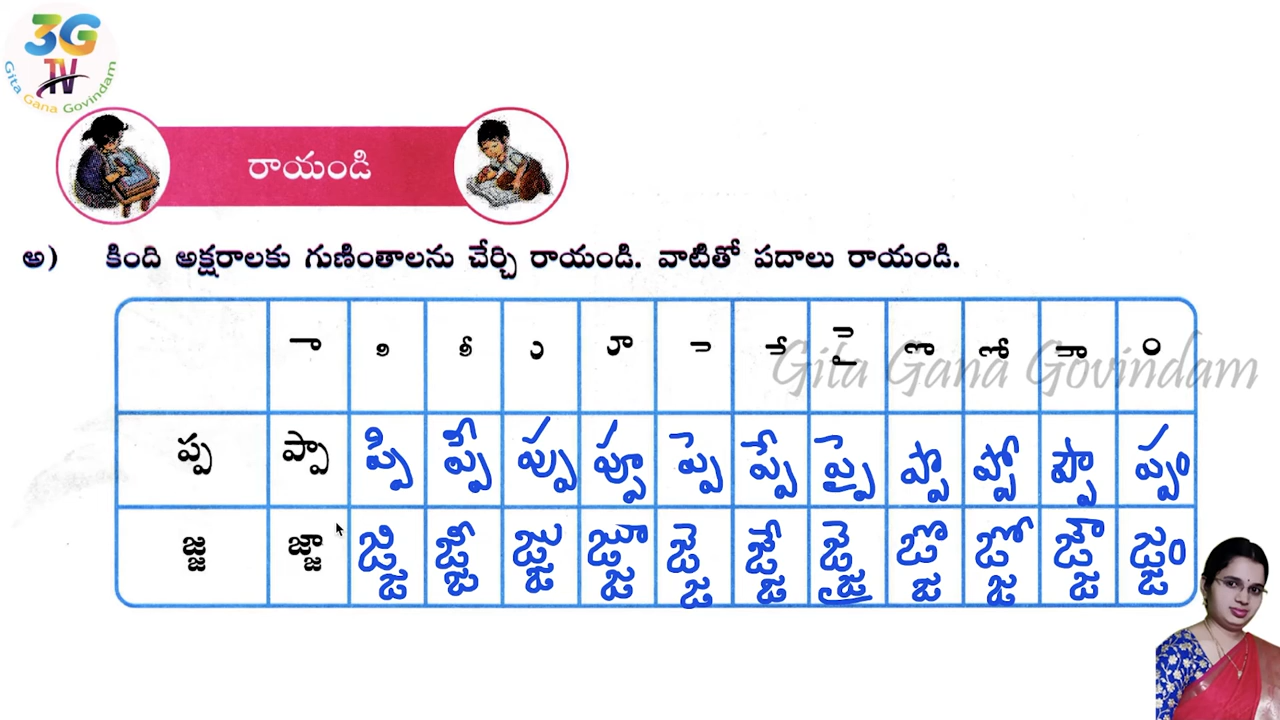 3G
TV
Gita Gana Govindam
రాయండి
అ) కింది అక్షరాలకు గుణింతాలను చేర్చి రాయండి. వాటితో పదాలు రాయండి.
ా ి ీ ు ూ ె ే ై ొ ో ౌ ం
Gita Gana Govindam
ప్ప ప్పా ప్పి ప్పీ ప్పు ప్పూ ప్పె ప్పే ప్పై ప్పొ ప్పో ప్పౌ ప్పం
జ్జ జ్జా జ్జి జ్జీ జ్జు జ్జూ జ్జె జ్జే జ్జై జ్జొ జ్జో జ్జౌ జ్జం